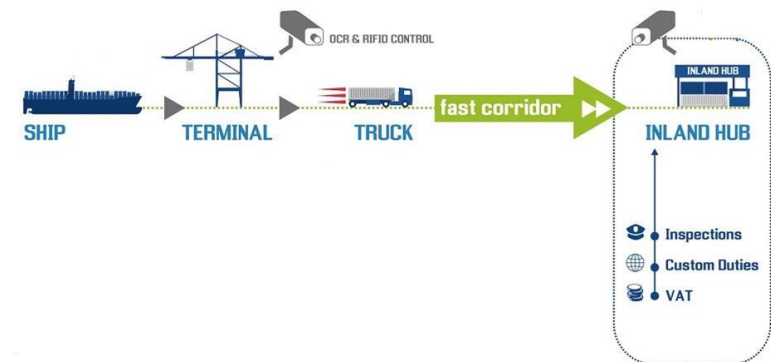 OCR & RIFID CONTROL
INLAND HUB
fast corridor
SHIP
TERMINAL
TRUCK
INLAND HUB
Inspections
Custom Duties
VAT